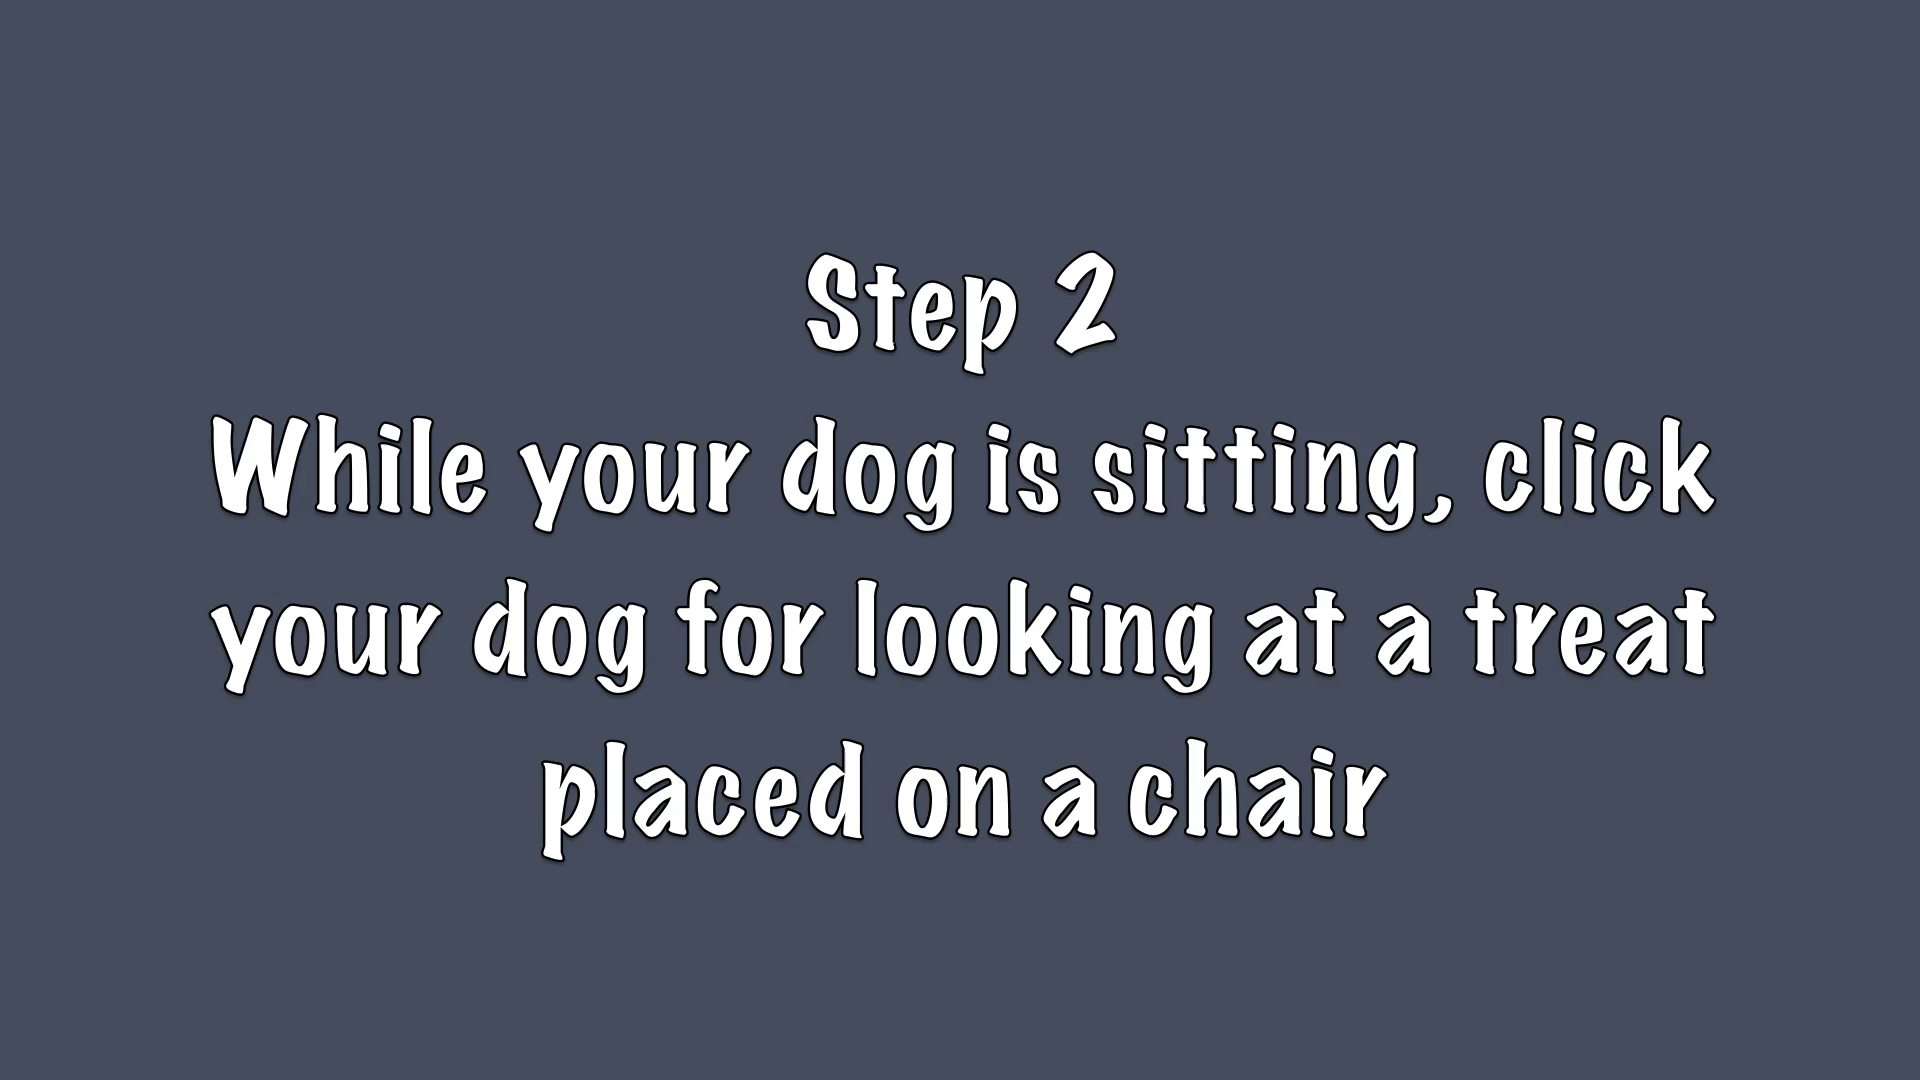 Step 2
While your dog is sitting, click
your dog for looking at a treat
placed on a chair